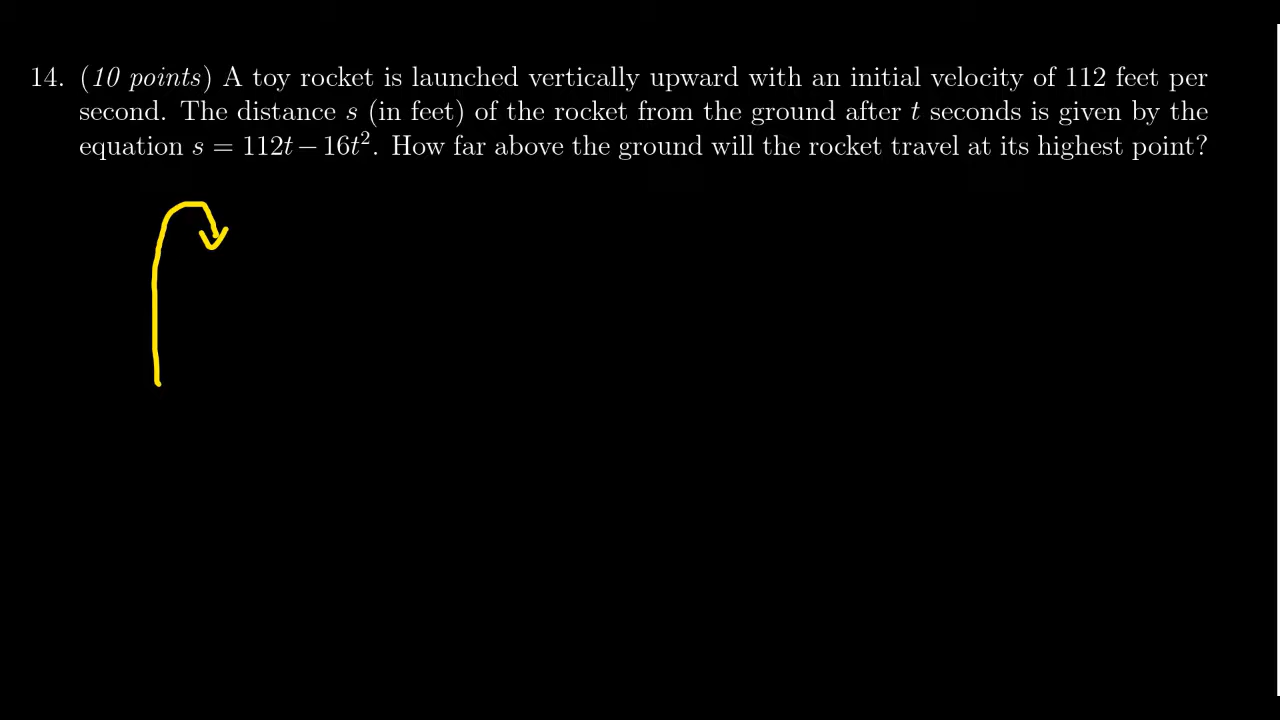 14. (10 points) A toy rocket is launched vertically upward with an initial velocity of 112 feet per
second. The distance s (in feet) of the rocket from the ground after t seconds is given by the
equation s = 112t − 16t². How far above the ground will the rocket travel at its highest point?